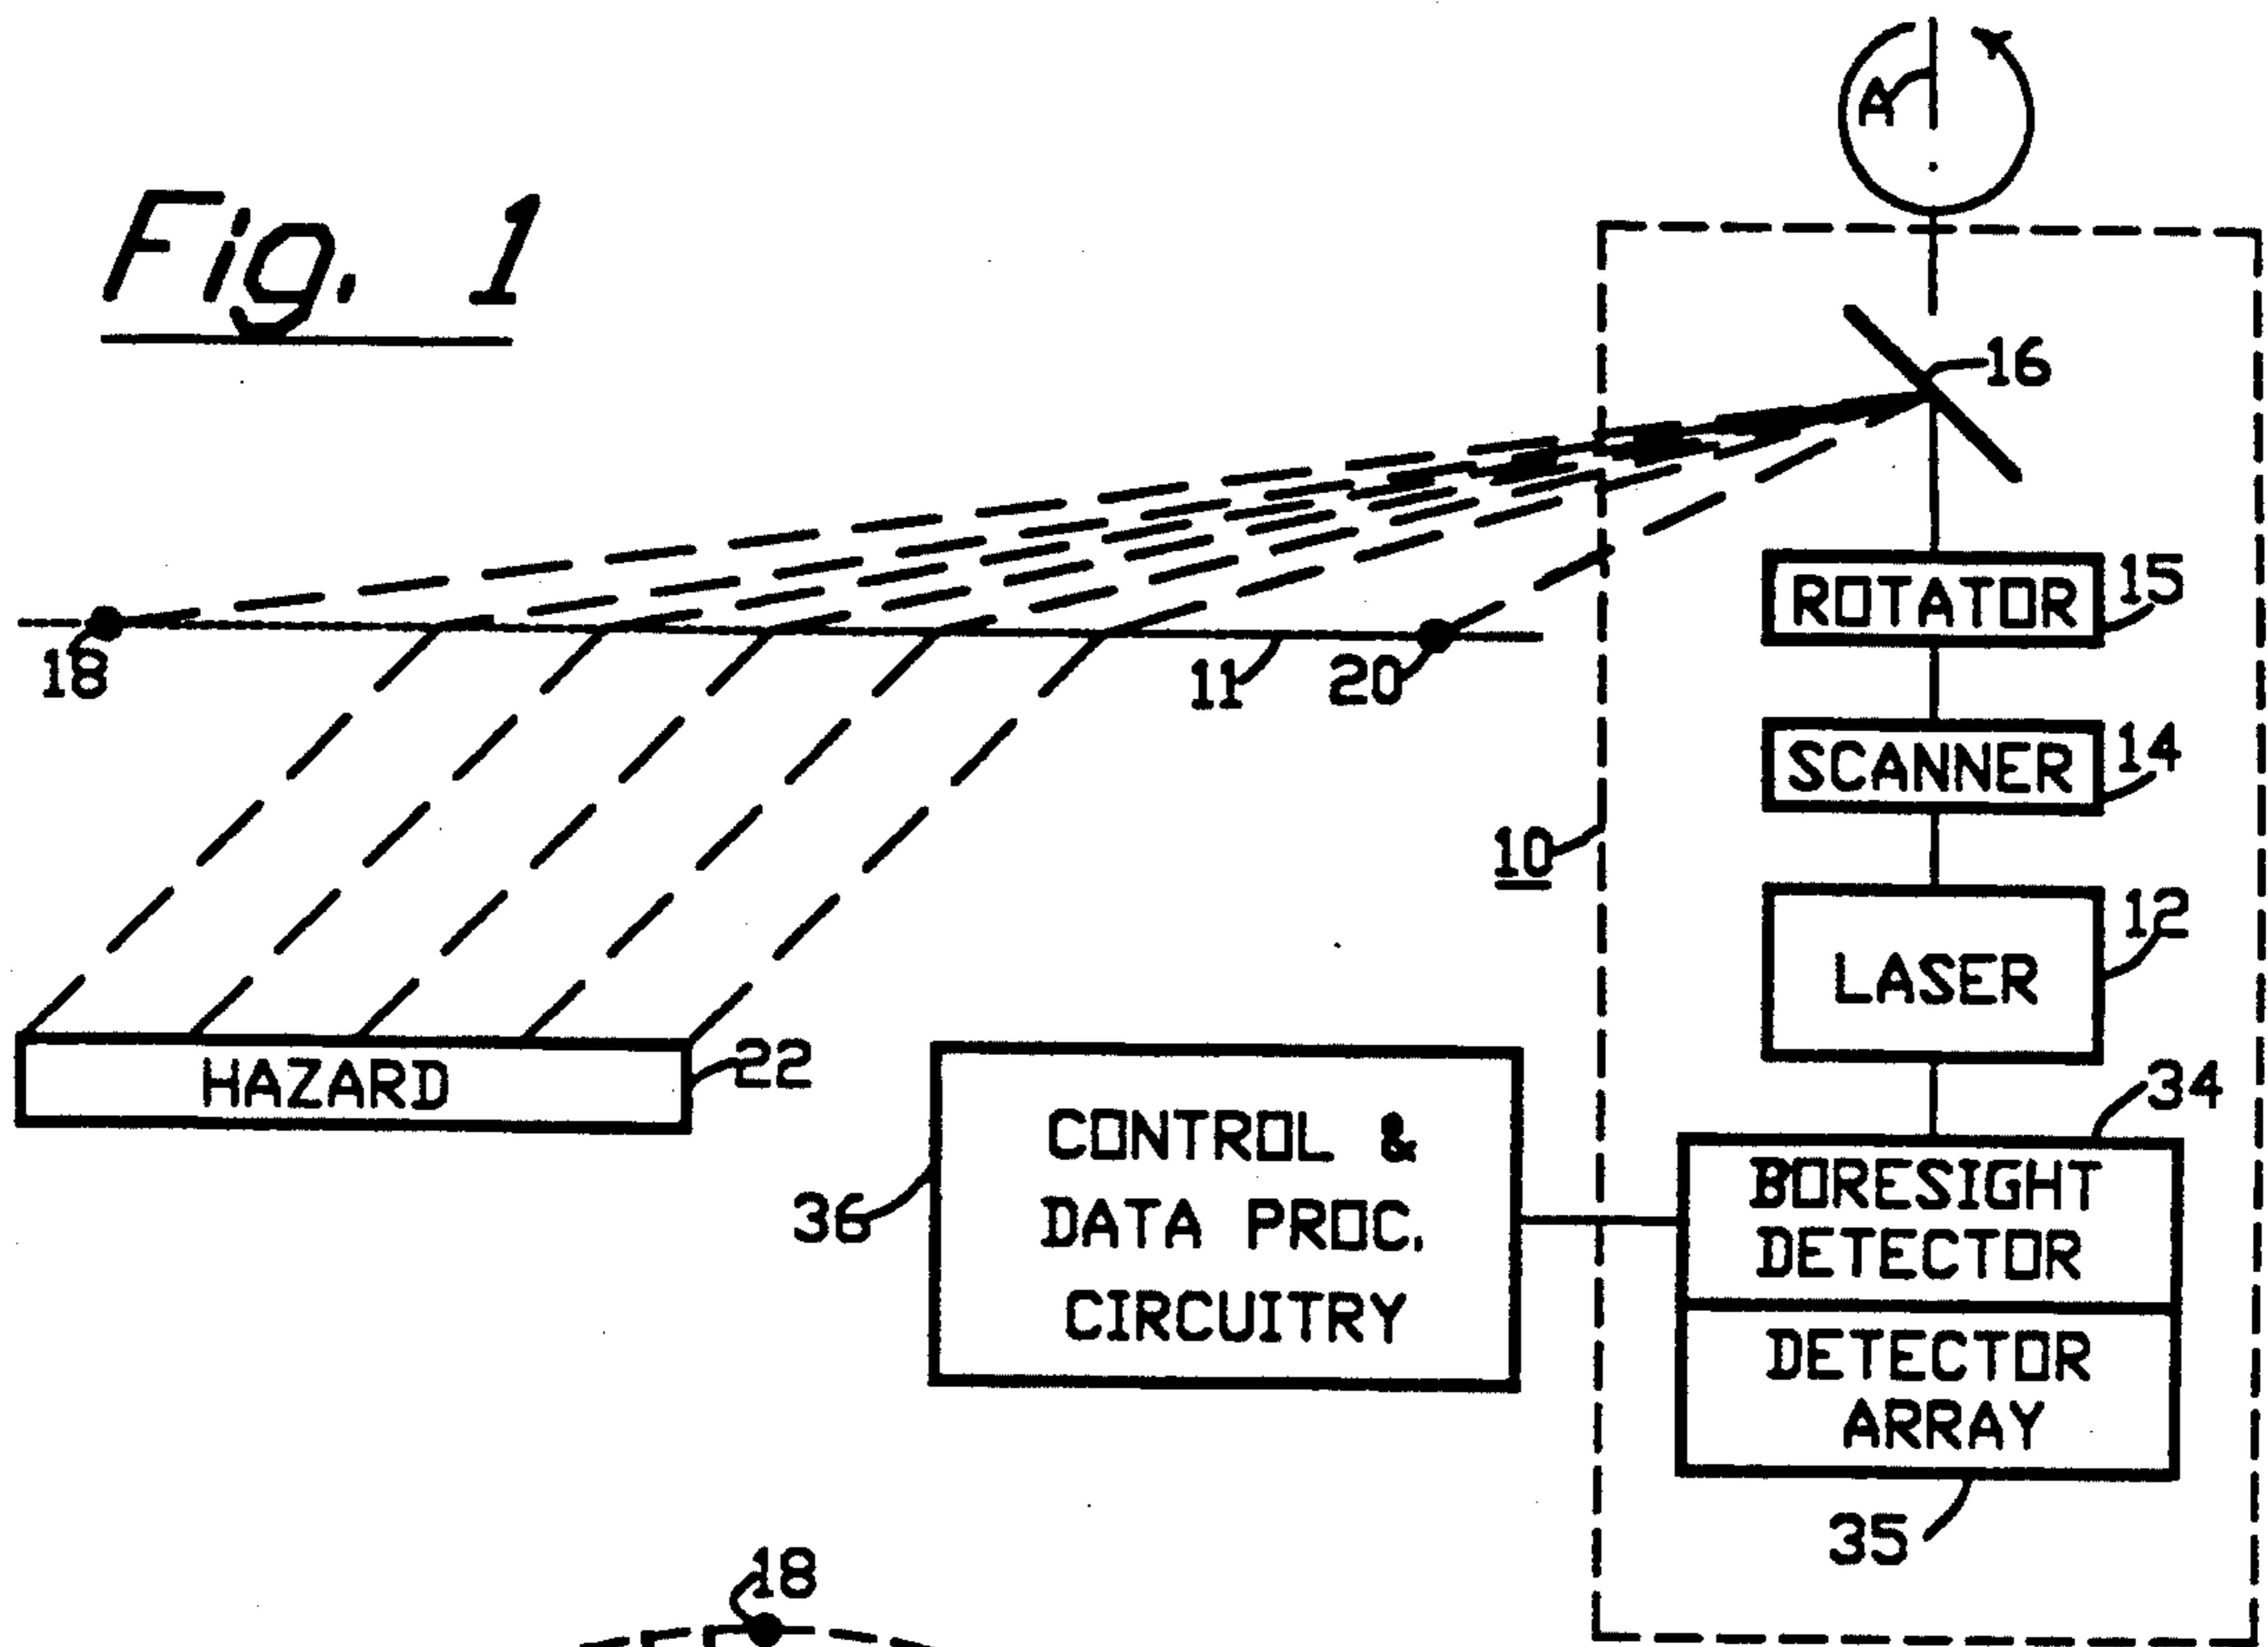 A
Fig. 1
16
ROTATOR
15
18
11
20
SCANNER
14
10
LASER
12
HAZARD
22
34
CONTROL &
DATA PROC.
CIRCUITRY
36
BORESIGHT
DETECTOR
DETECTOR
ARRAY
35
18